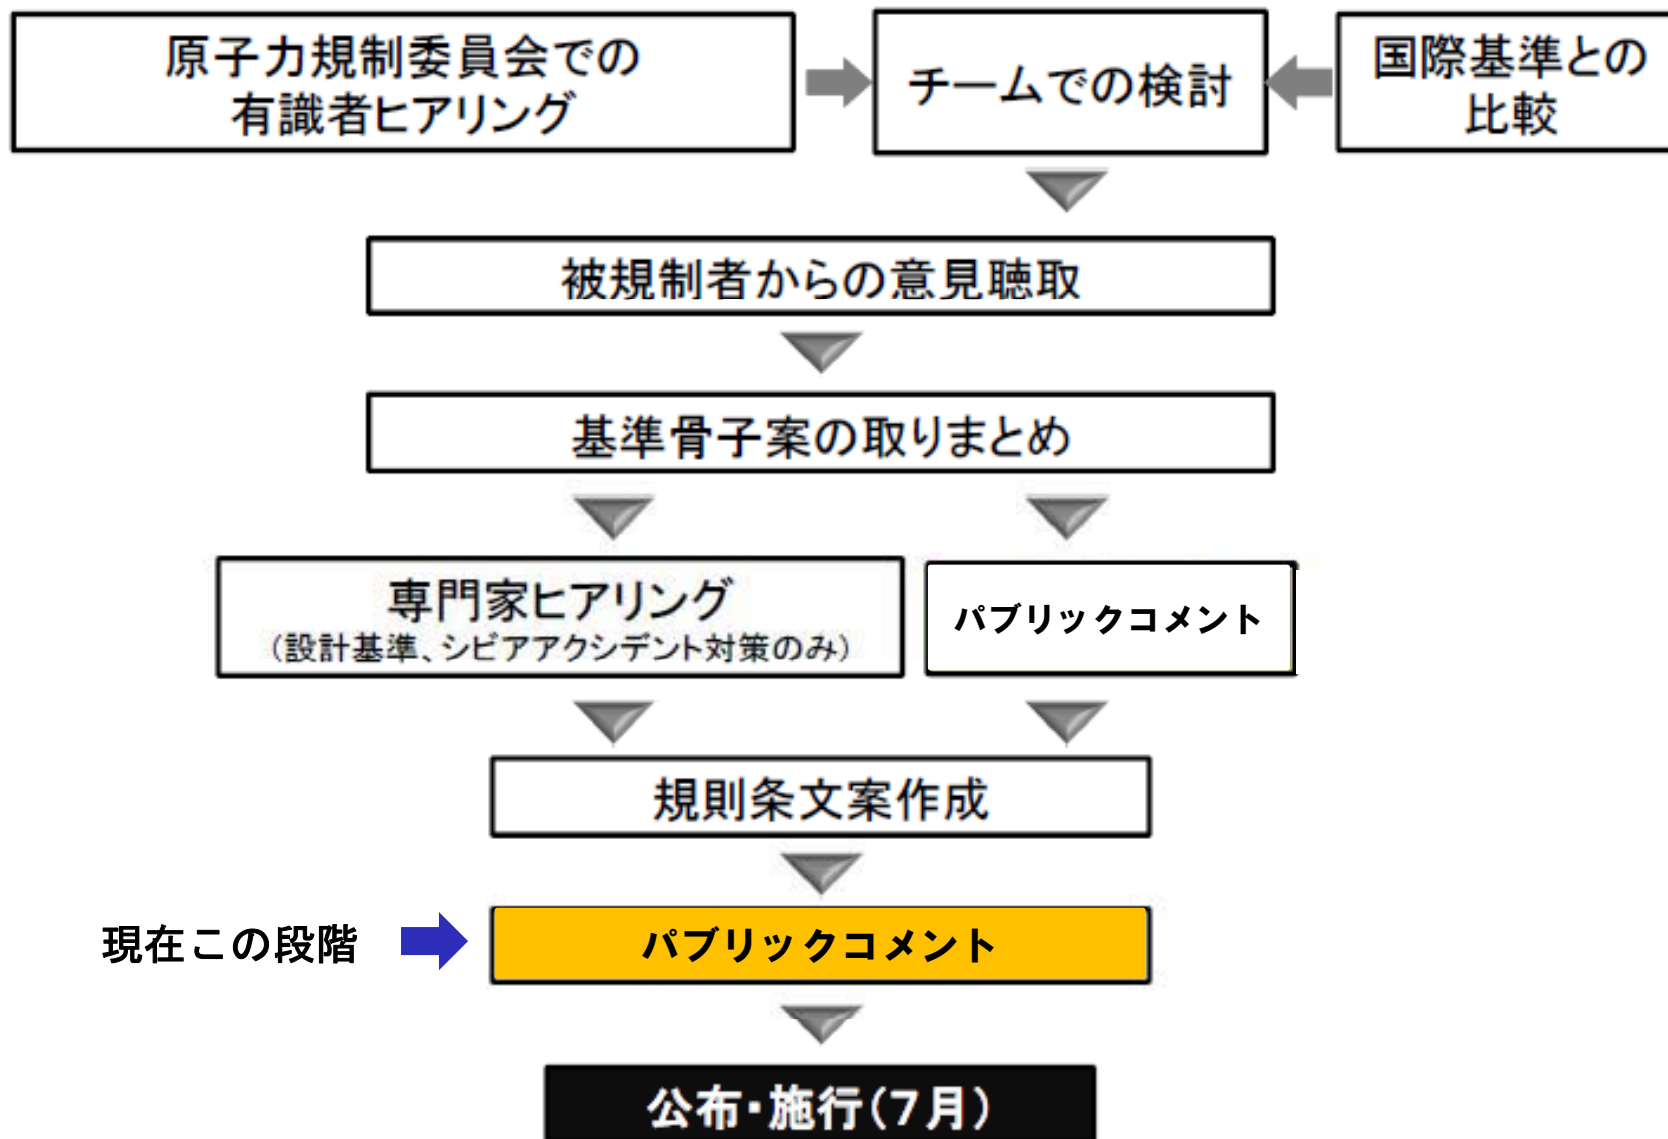 原子力規制委員会での
有識者ヒアリング
チームでの検討
国際基準との
比較
被規制者からの意見聴取
基準骨子案の取りまとめ
専門家ヒアリング
(設計基準、シビアアクシデント対策のみ)
パブリックコメント
規則条文案作成
現在この段階
パブリックコメント
公布・施行(7月)